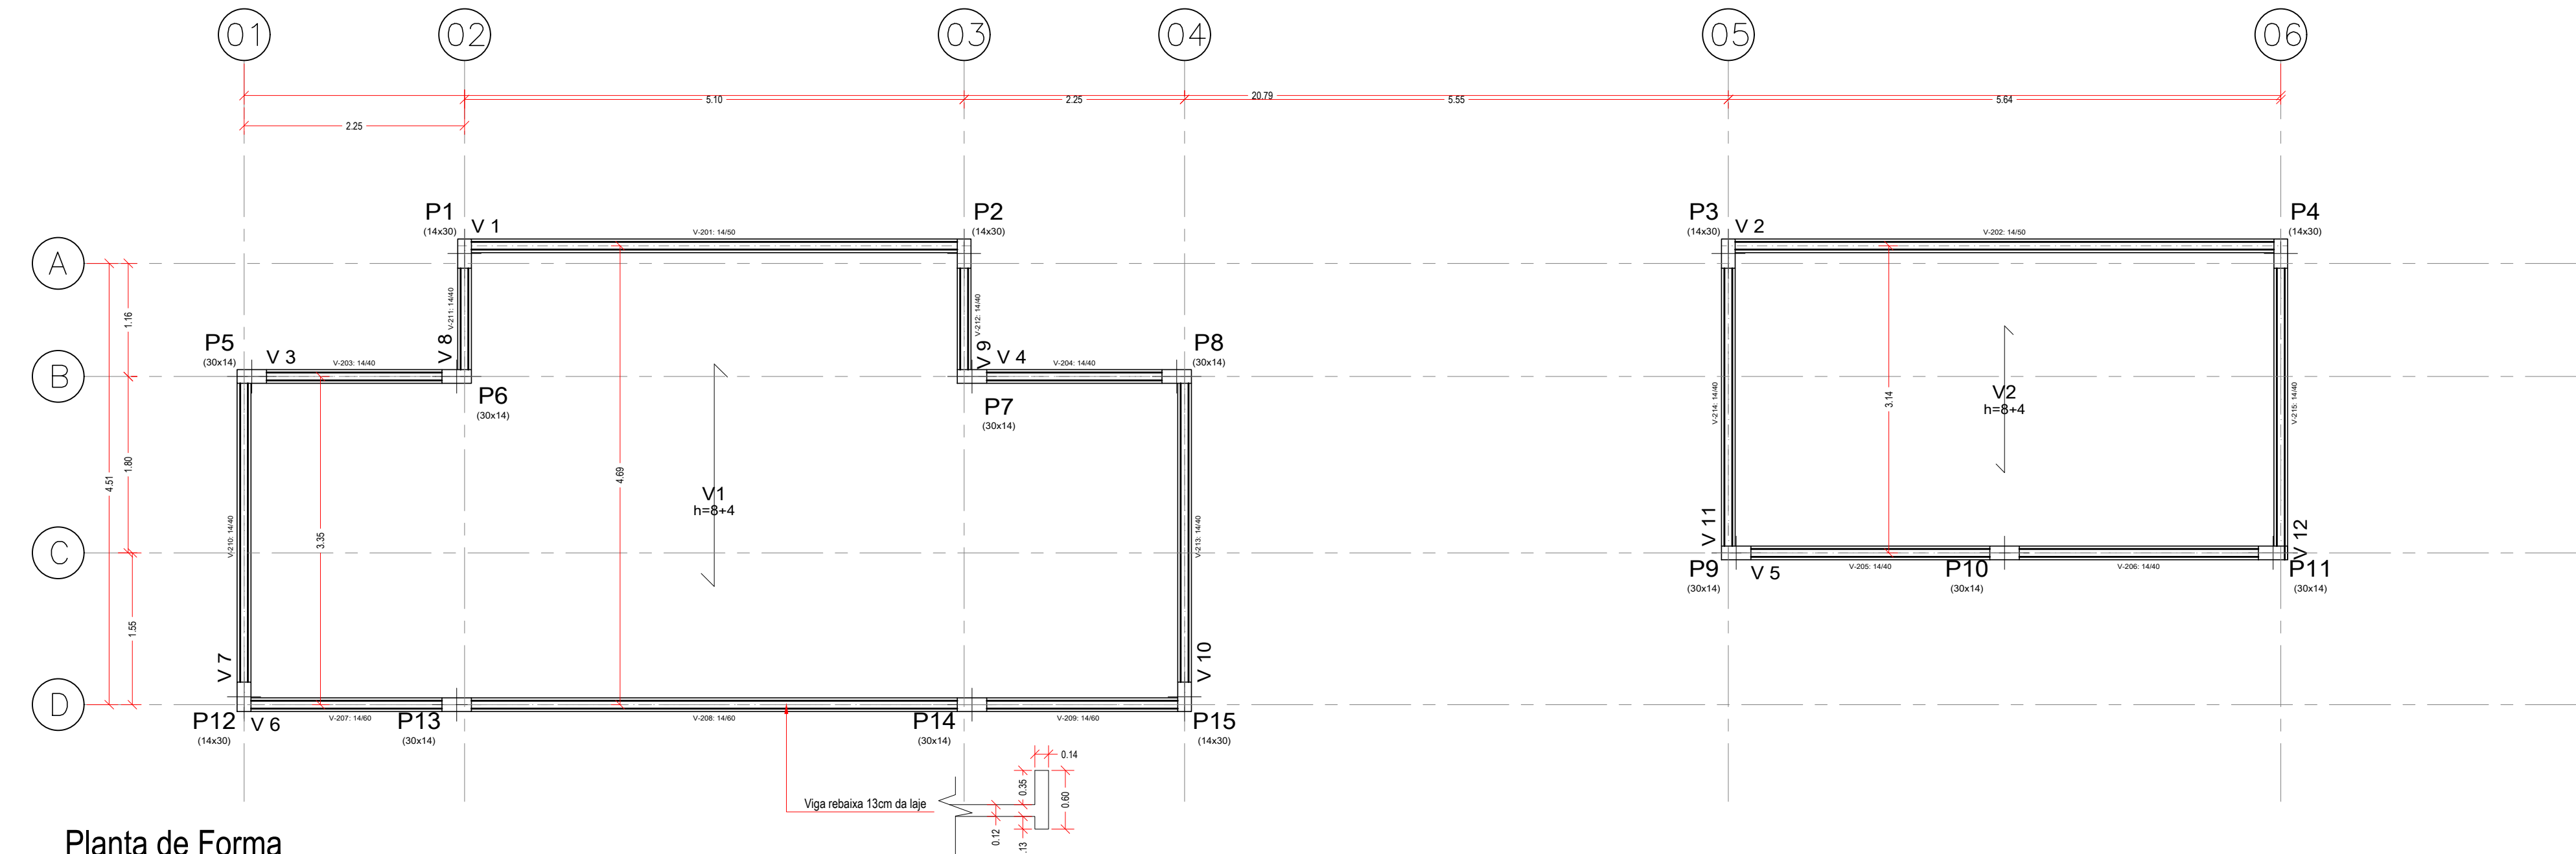 01 02 03 04 05 06
20.79
5.10 2.25 5.55 5.64
2.25
P1 V 1 P2 P3 V 2 P4
(14x30) V-201: 14/50 (14x30) (14x30) V-202: 14/50 (14x30)
A
1.16
V-211: 14/40
V-212: 14/40
P5 V 3 V 8 V 9 V 4 P8
(30x14) V-203: 14/40 V-204: 14/40 (30x14)
B
P6
(30x14)
P7
(30x14)
V-214: 14/40
3.14
V2
h=8+4
V-215: 14/40
4.51
1.80
4.69
V1
h=8+4
3.35
V-210: 14/40
V-213: 14/40
V 11
V 12
C
P9 V 5 V-205: 14/40 P10 V-206: 14/40 P11
(30x14) (30x14) (30x14)
1.55
V 7
V 10
D
P12 V 6 V-207: 14/60 P13 V-208: 14/60 P14 V-209: 14/60 P15
(14x30) (30x14) (30x14) (14x30)
0.14
0.35
0.60
Viga rebaixa 13cm da laje
0.12
.13
Planta de Forma